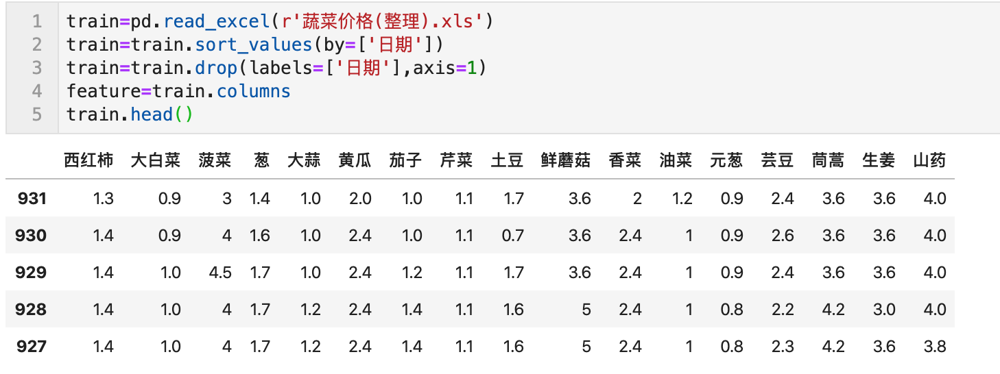 1 train=pd.read_excel(r'蔬菜价格(整理).xls')
2 train=train.sort_values(by=['日期'])
3 train=train.drop(labels=['日期'],axis=1)
4 feature=train.columns
5 train.head()
西红柿 大白菜 菠菜 葱 大蒜 黄瓜 茄子 芹菜 土豆 鲜蘑菇 香菜 油菜 元葱 芸豆 茼蒿 生姜 山药
931 1.3 0.9 3 1.4 1.0 2.0 1.0 1.1 1.7 3.6 2 1.2 0.9 2.4 3.6 3.6 4.0
930 1.4 0.9 4 1.6 1.0 2.4 1.0 1.1 0.7 3.6 2.4 1 0.9 2.6 3.6 3.6 4.0
929 1.4 1.0 4.5 1.7 1.0 2.4 1.2 1.1 1.7 3.6 2.4 1 0.9 2.4 3.6 3.6 4.0
928 1.4 1.0 4 1.7 1.2 2.4 1.4 1.1 1.6 5 2.4 1 0.8 2.2 4.2 3.0 4.0
927 1.4 1.0 4 1.7 1.2 2.4 1.4 1.1 1.6 5 2.4 1 0.8 2.3 4.2 3.6 3.8